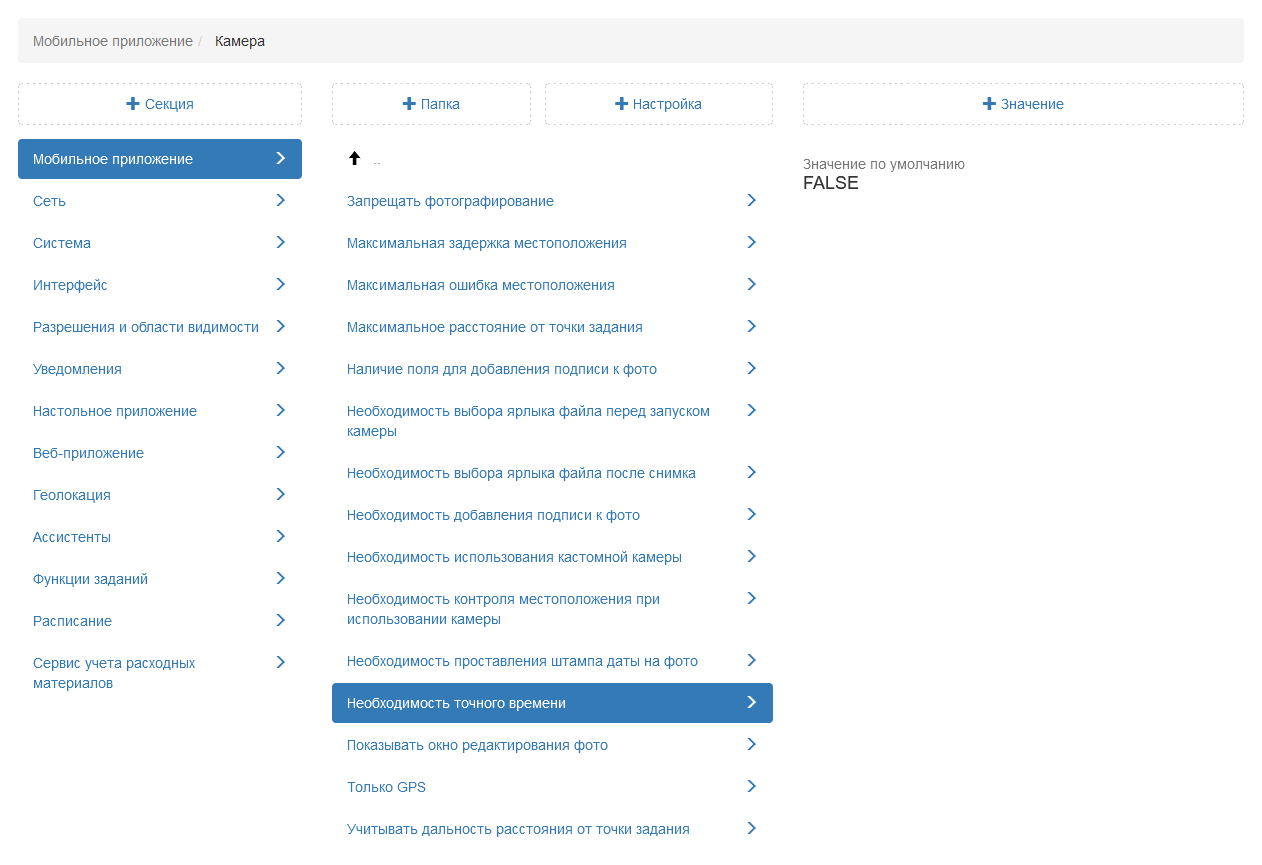 Мобильное приложение / Камера
Секция
Папка
Настройка
Значение
Мобильное приложение
Сеть
Система
Интерфейс
Разрешения и области видимости
Уведомления
Настольное приложение
Веб-приложение
Геолокация
Ассистенты
Функции заданий
Расписание
Сервис учета расходных
материалов
..
Запрещать фотографирование
Максимальная задержка местоположения
Максимальная ошибка местоположения
Максимальное расстояние от точки задания
Наличие поля для добавления подписи к фото
Необходимость выбора ярлыка файла перед запуском
камеры
Необходимость выбора ярлыка файла после снимка
Необходимость добавления подписи к фото
Необходимость использования кастомной камеры
Необходимость контроля местоположения при
использовании камеры
Необходимость проставления штампа даты на фото
Необходимость точного времени
Показывать окно редактирования фото
Только GPS
Учитывать дальность расстояния от точки задания
Значение по умолчанию
FALSE